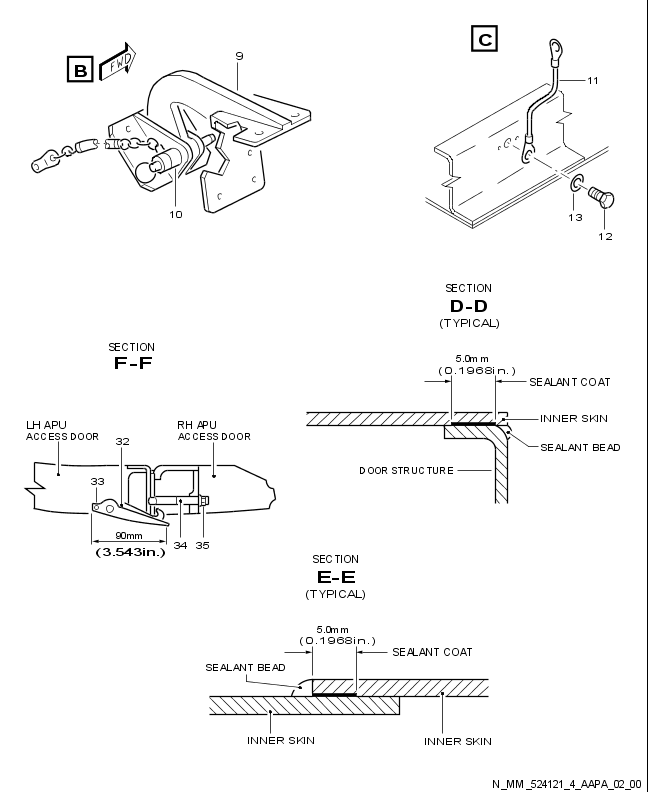 B
FWD
9
10
C
11
13
12
SECTION
D-D
(TYPICAL)
5.0mm
(0.1968in.)
SEALANT COAT
INNER SKIN
SEALANT BEAD
DOOR STRUCTURE
SECTION
F-F
LH APU
ACCESS DOOR
RH APU
ACCESS DOOR
32
33
90mm
(3.543in.)
34
35
SECTION
E-E
(TYPICAL)
5.0mm
(0.1968in.)
SEALANT COAT
SEALANT BEAD
INNER SKIN
INNER SKIN
N_MM_524121_4_AAPA_02_00